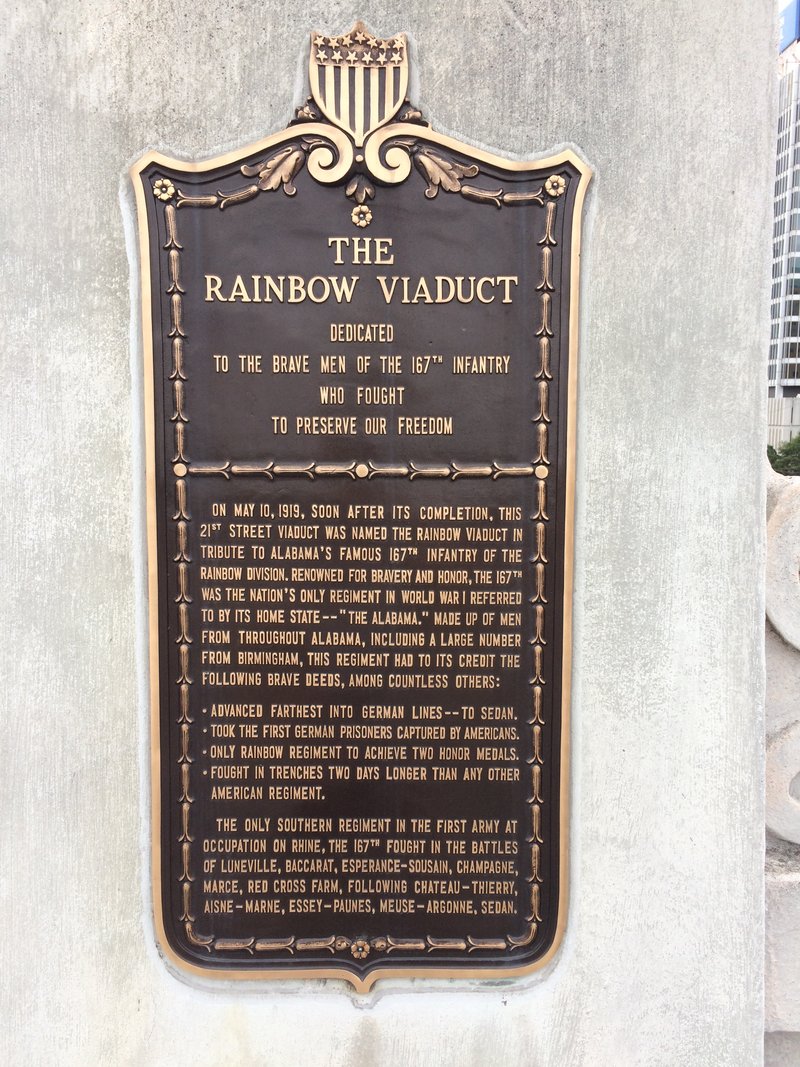 THE
RAINBOW VIADUCT
DEDICATED
TO THE BRAVE MEN OF THE 167TH INFANTRY
WHO FOUGHT
TO PRESERVE OUR FREEDOM
ON MAY 10, 1919, SOON AFTER ITS COMPLETION, THIS
21ST STREET VIADUCT WAS NAMED THE RAINBOW VIADUCT IN
TRIBUTE TO ALABAMA'S FAMOUS 167TH INFANTRY OF THE
RAINBOW DIVISION. RENOWNED FOR BRAVERY AND HONOR, THE 167TH
WAS THE NATION'S ONLY REGIMENT IN WORLD WAR I REFERRED
TO BY ITS HOME STATE--"THE ALABAMA." MADE UP OF MEN
FROM THROUGHOUT ALABAMA, INCLUDING A LARGE NUMBER
FROM BIRMINGHAM, THIS REGIMENT HAD TO ITS CREDIT THE
FOLLOWING BRAVE DEEDS, AMONG COUNTLESS OTHERS:
• ADVANCED FARTHEST INTO GERMAN LINES--TO SEDAN.
• TOOK THE FIRST GERMAN PRISONERS CAPTURED BY AMERICANS.
• ONLY RAINBOW REGIMENT TO ACHIEVE TWO HONOR MEDALS.
• FOUGHT IN TRENCHES TWO DAYS LONGER THAN ANY OTHER
AMERICAN REGIMENT.
THE ONLY SOUTHERN REGIMENT IN THE FIRST ARMY AT
OCCUPATION ON RHINE, THE 167TH FOUGHT IN THE BATTLES
OF LUNEVILLE, BACCARAT, ESPERANCE-SOUSAIN, CHAMPAGNE,
MARCE, RED CROSS FARM, FOLLOWING CHATEAU-THIERRY,
AISNE-MARNE, ESSEY-PAUNES, MEUSE-ARGONNE, SEDAN.